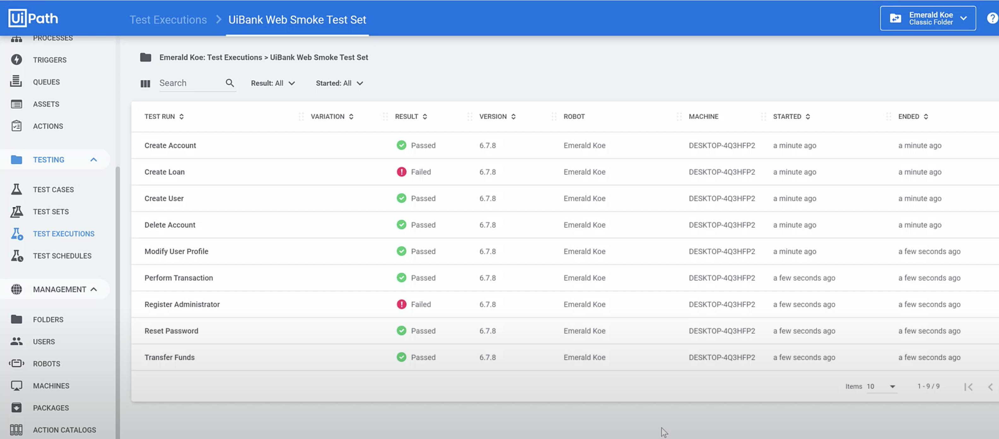 UiPath
Test Executions > UiBank Web Smoke Test Set
Emerald Koe
Classic Folder
?
PROCESSES
TRIGGERS
QUEUES
ASSETS
ACTIONS
TESTING
TEST CASES
TEST SETS
TEST EXECUTIONS
TEST SCHEDULES
MANAGEMENT
FOLDERS
USERS
ROBOTS
MACHINES
PACKAGES
ACTION CATALOGS
Emerald Koe: Test Executions > UiBank Web Smoke Test Set
Search Result: All Started: All
TEST RUN VARIATION RESULT VERSION ROBOT MACHINE STARTED ENDED
Create Account Passed 6.7.8 Emerald Koe DESKTOP-4Q3HFP2 a minute ago a minute ago
Create Loan Failed 6.7.8 Emerald Koe DESKTOP-4Q3HFP2 a minute ago a minute ago
Create User Passed 6.7.8 Emerald Koe DESKTOP-4Q3HFP2 a minute ago a minute ago
Delete Account Passed 6.7.8 Emerald Koe DESKTOP-4Q3HFP2 a minute ago a minute ago
Modify User Profile Passed 6.7.8 Emerald Koe DESKTOP-4Q3HFP2 a minute ago a few seconds ago
Perform Transaction Passed 6.7.8 Emerald Koe DESKTOP-4Q3HFP2 a few seconds ago a few seconds ago
Register Administrator Failed 6.7.8 Emerald Koe DESKTOP-4Q3HFP2 a few seconds ago a few seconds ago
Reset Password Passed 6.7.8 Emerald Koe DESKTOP-4Q3HFP2 a few seconds ago a few seconds ago
Transfer Funds Passed 6.7.8 Emerald Koe DESKTOP-4Q3HFP2 a few seconds ago a few seconds ago
Items 10 1 - 9 / 9